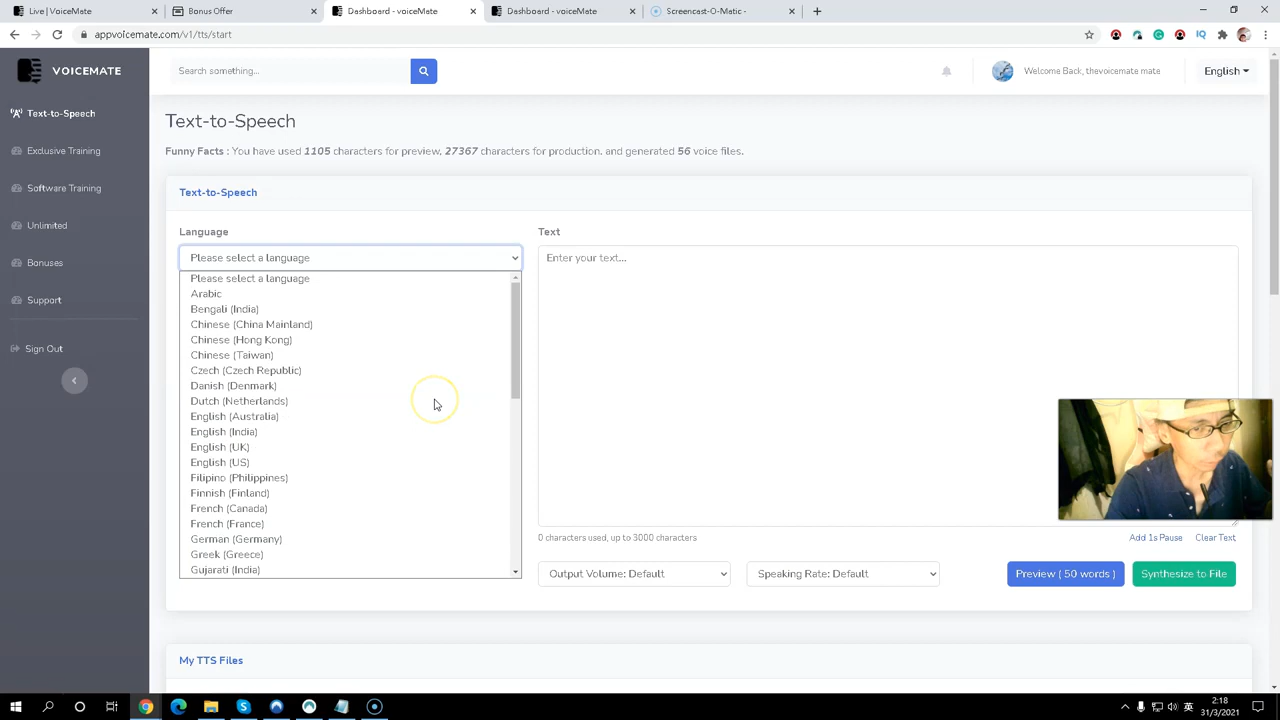 Live | VoiceMate
Bonus Offer
Dashboard - voiceMate
Dashboard - voiceMate
Screencast-O-Matic -
appvoicemate.com/v1/tts/start
VOICEMATE
Search something...
Welcome Back, thevoicemate mate
English
Text-to-Speech
Exclusive Training
Software Training
Unlimited
Bonuses
Support
Sign Out
Text-to-Speech
Funny Facts : You have used 1105 characters for preview, 27367 characters for production, and generated 56 voice files.
Text-to-Speech
Language
Please select a language
Please select a language
Arabic
Bengali (India)
Chinese (China Mainland)
Chinese (Hong Kong)
Chinese (Taiwan)
Czech (Czech Republic)
Danish (Denmark)
Dutch (Netherlands)
English (Australia)
English (India)
English (UK)
English (US)
Filipino (Philippines)
Finnish (Finland)
French (Canada)
French (France)
German (Germany)
Greek (Greece)
Gujarati (India)
Text
Enter your text...
0 characters used, up to 3000 characters
Add 1s Pause
Clear Text
Output Volume: Default
Speaking Rate: Default
Preview ( 50 words )
Synthesize to File
My TTS Files
英
2:18
31/3/2021